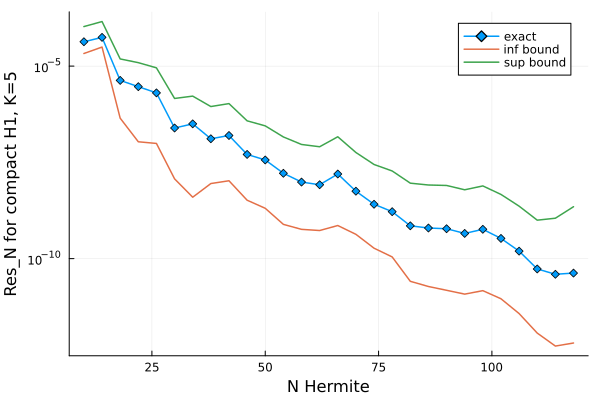 exact
inf bound
sup bound
10⁻⁵
10⁻¹⁰
Res_N for compact H1, K=5
25 50 75 100
N Hermite